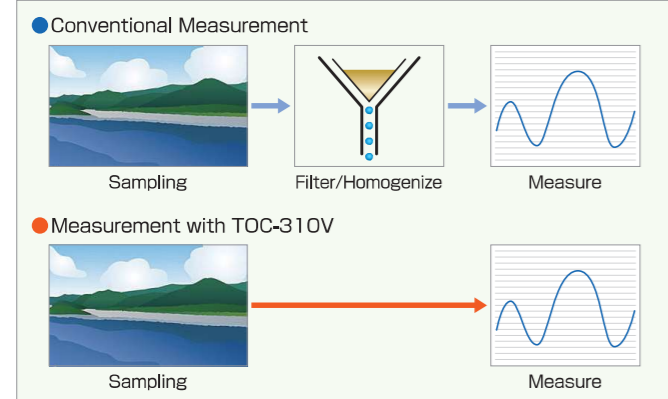 Conventional Measurement
Sampling
Filter/Homogenize
Measure
Measurement with TOC-310V
Sampling
Measure